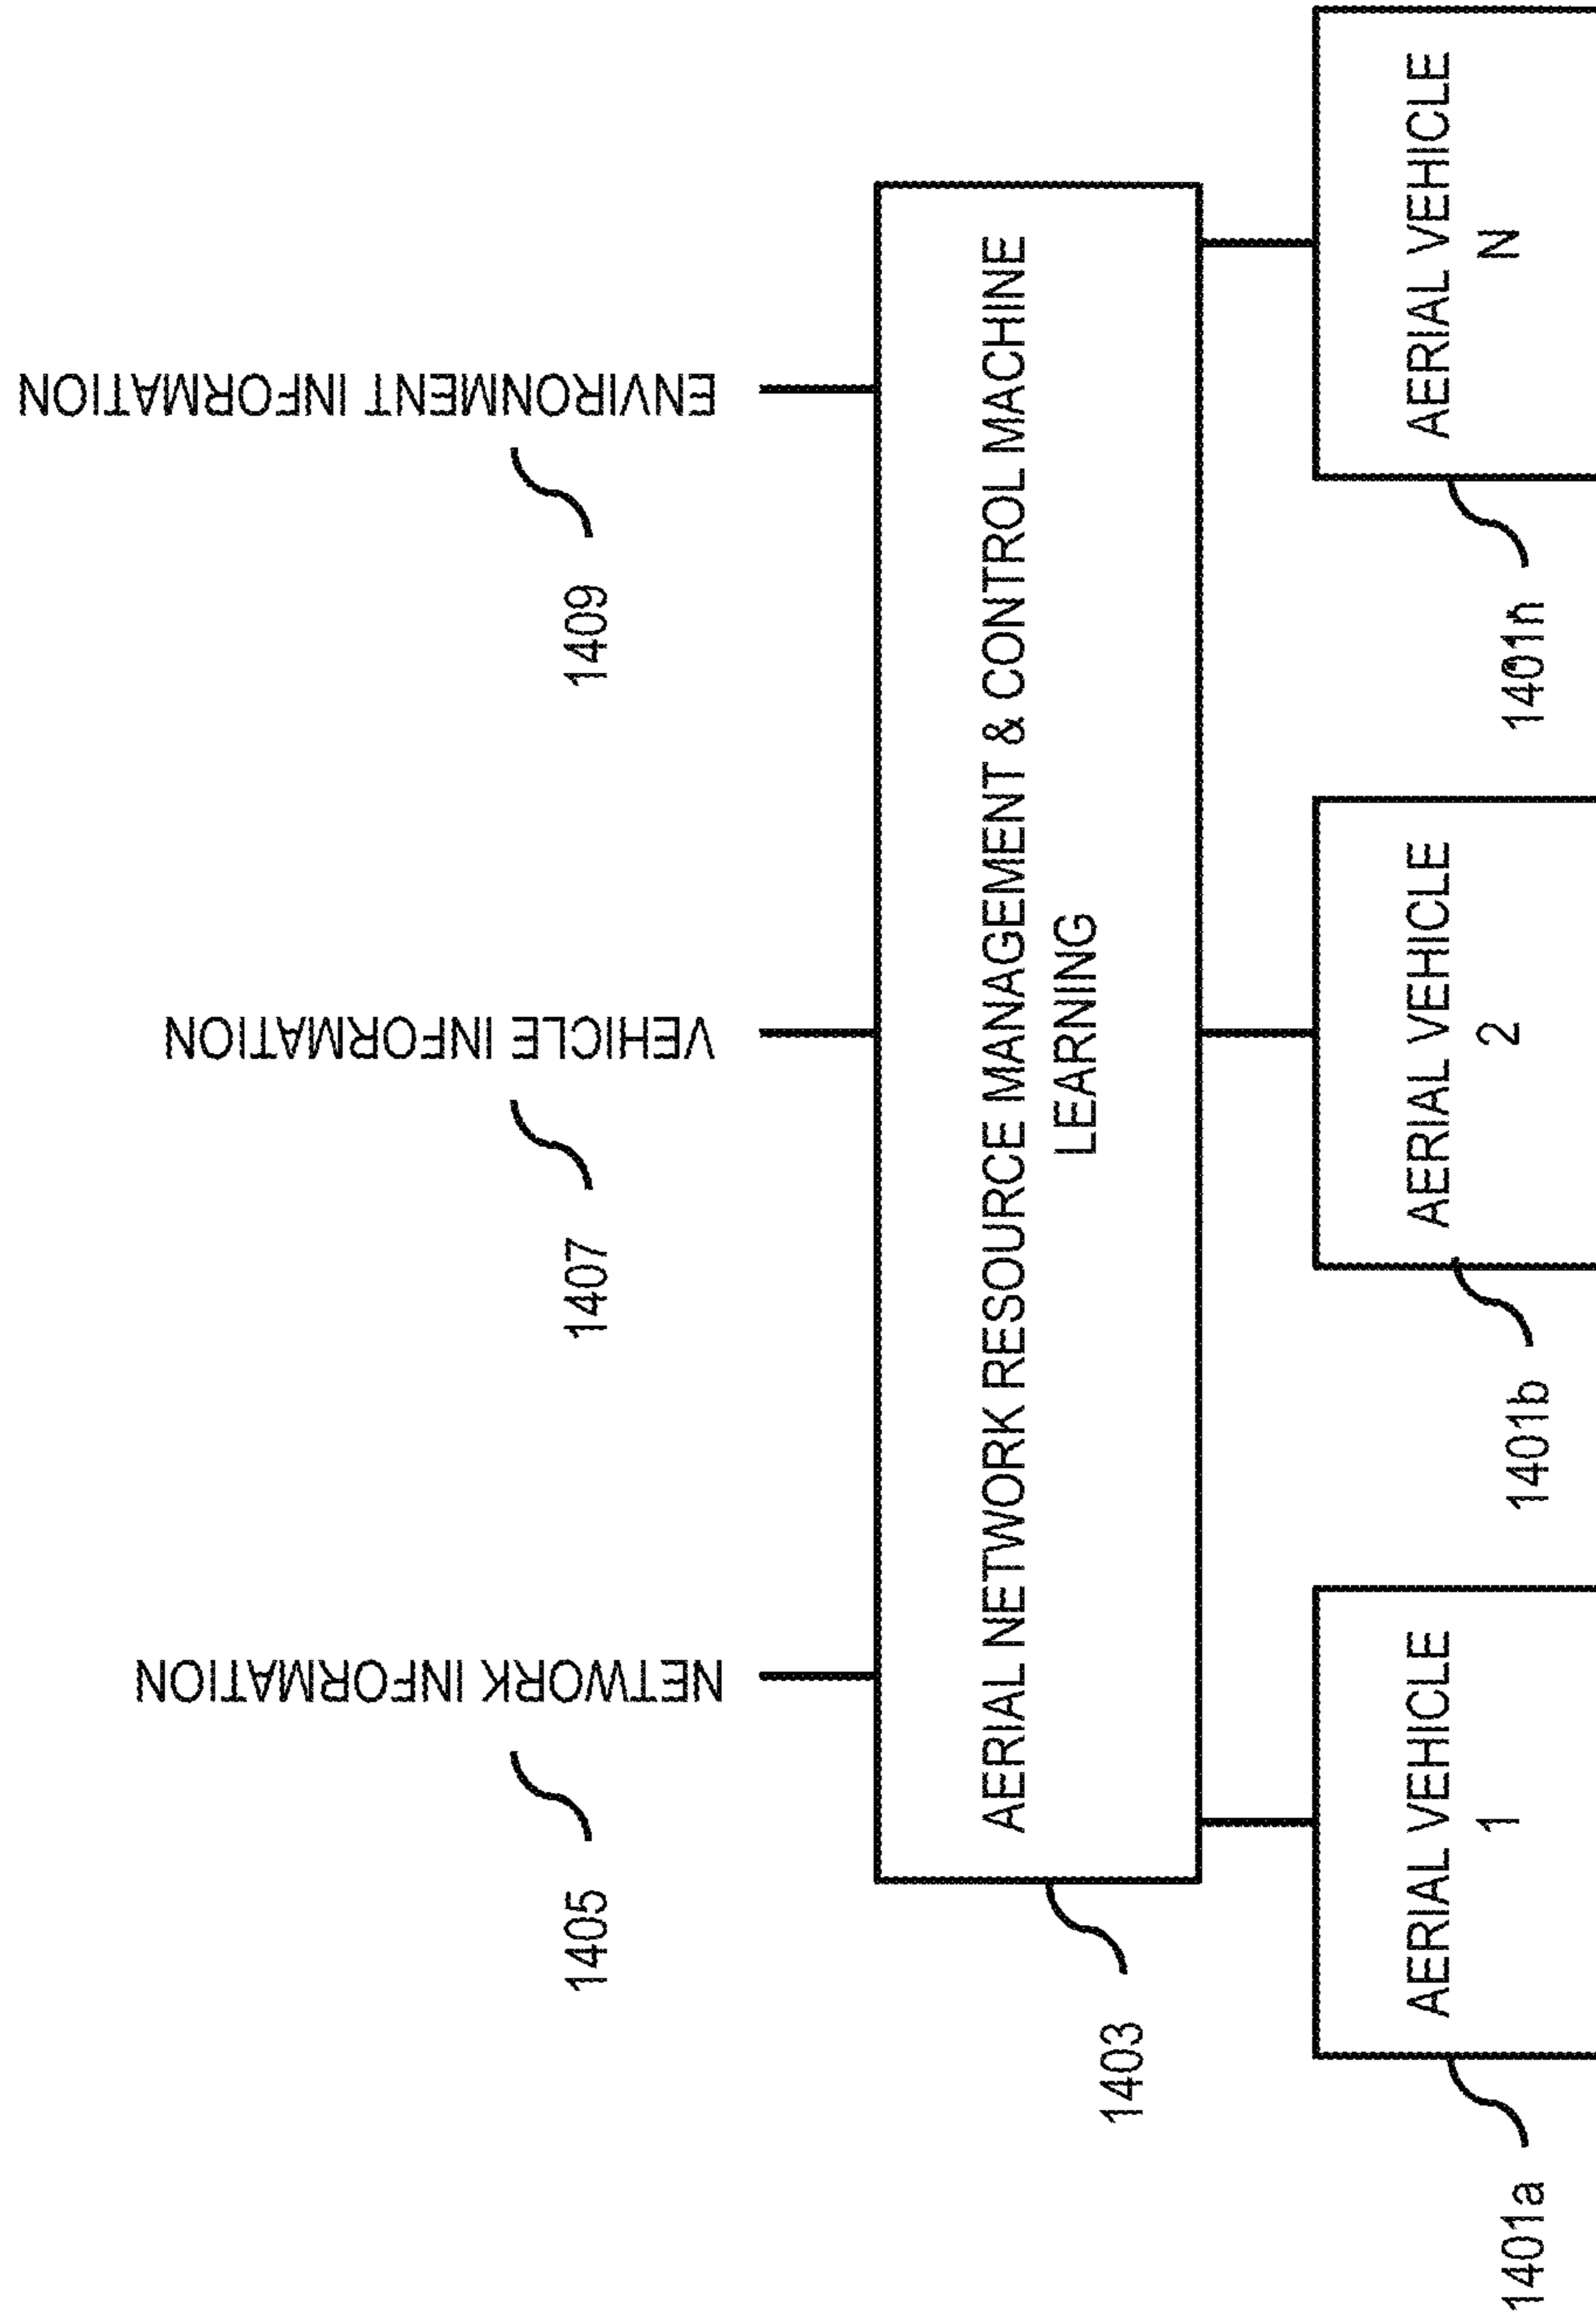 NETWORK INFORMATION
VEHICLE INFORMATION
ENVIRONMENT INFORMATION
1405
1407
1409
AERIAL NETWORK RESOURCE MANAGEMENT & CONTROL MACHINE
LEARNING
1403
AERIAL VEHICLE
1
AERIAL VEHICLE
2
AERIAL VEHICLE
N
1401a
1401b
1401n